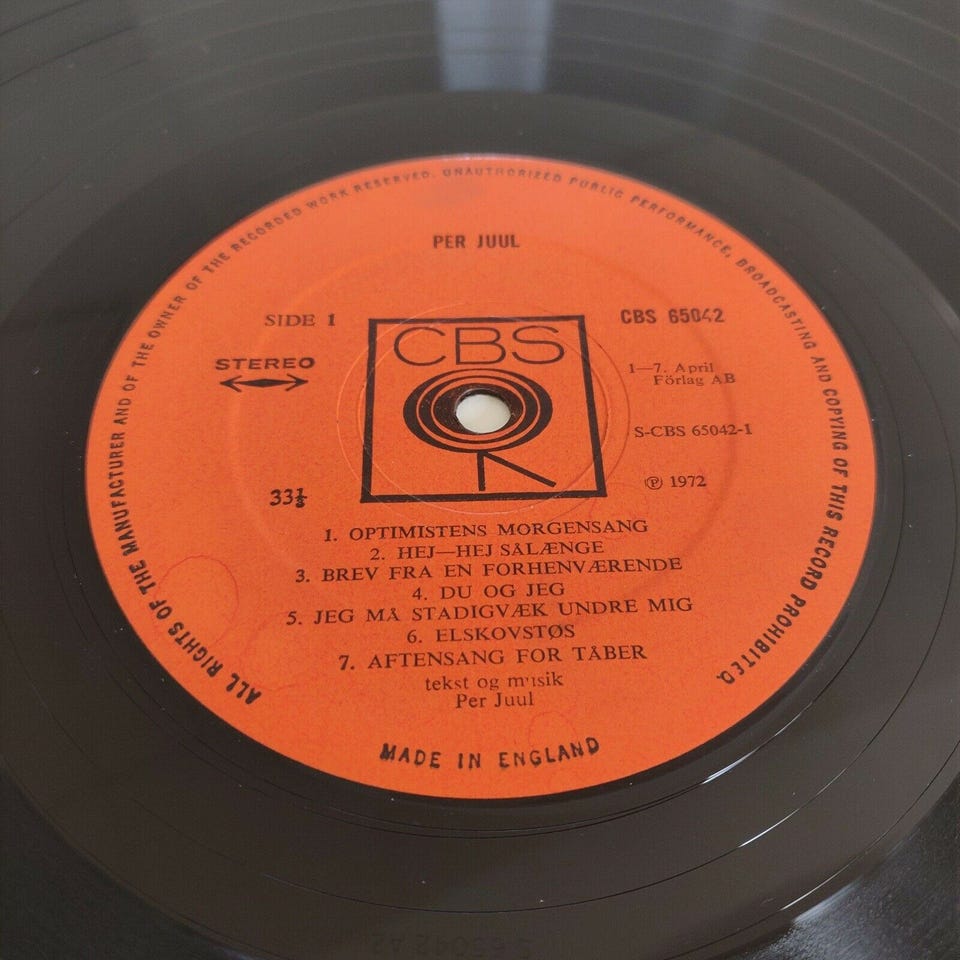 PER JUUL
SIDE 1
CBS 65042
CBS
STEREO
1—7. April
Förlag AB
S-CBS 65042-1
33⅓
℗ 1972
1. OPTIMISTENS MORGENSANG
2. HEJ—HEJ SÅLÆNGE
3. BREV FRA EN FORHENVÆRENDE
4. DU OG JEG
5. JEG MÅ STADIGVÆK UNDRE MIG
6. ELSKOVSTØS
7. AFTENSANG FOR TÅBER
tekst og musik
Per Juul
ALL RIGHTS OF THE MANUFACTURER AND OF THE OWNER OF THE RECORDED WORK RESERVED. UNAUTHORIZED PUBLIC PERFORMANCE, BROADCASTING AND COPYING OF THIS RECORD PROHIBITED.
MADE IN ENGLAND